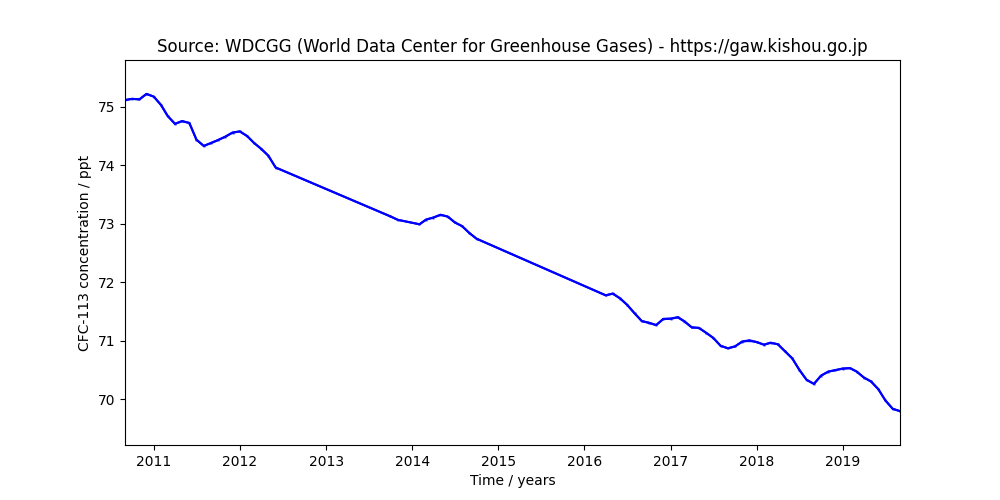 Source: WDCGG (World Data Center for Greenhouse Gases) - https://gaw.kishou.go.jp
75
74
73
72
71
70
CFC-113 concentration / ppt
2011 2012 2013 2014 2015 2016 2017 2018 2019
Time / years